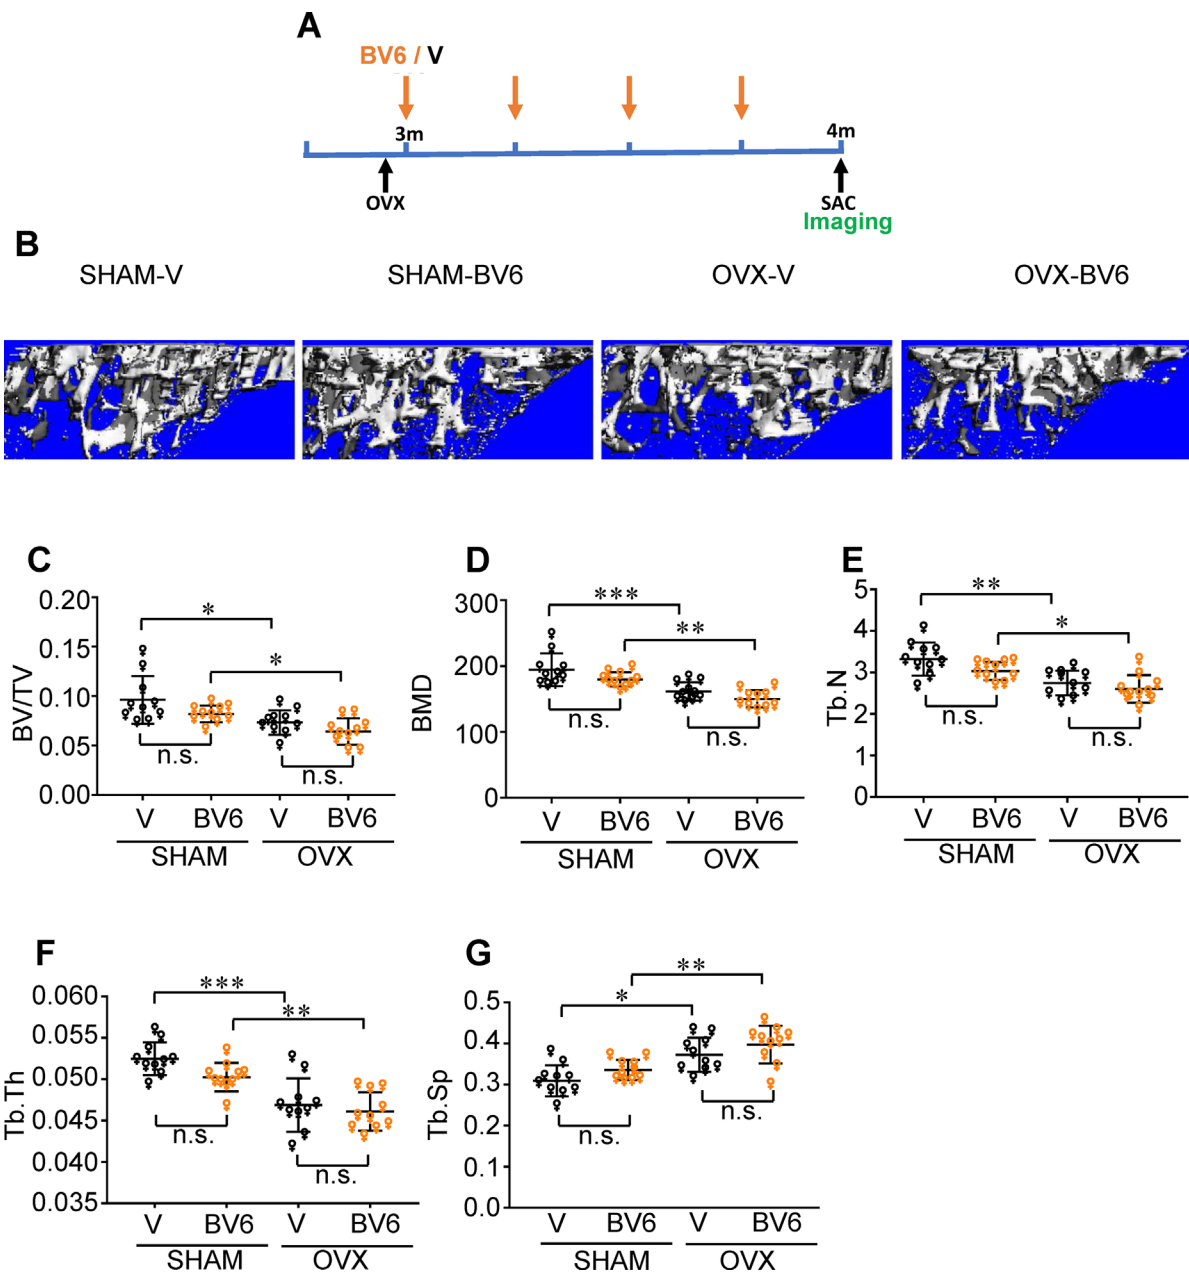 A
BV6 / V
3m
4m
OVX
SAC
Imaging
B
SHAM-V
SHAM-BV6
OVX-V
OVX-BV6
C
BV/TV
0.20
0.15
0.10
0.05
0.00
*
*
n.s.
n.s.
V
BV6
V
BV6
SHAM
OVX
D
BMD
300
200
100
0
***
**
n.s.
n.s.
V
BV6
V
BV6
SHAM
OVX
E
Tb.N
5
4
3
2
1
0
**
*
n.s.
n.s.
V
BV6
V
BV6
SHAM
OVX
F
Tb.Th
0.060
0.055
0.050
0.045
0.040
0.035
***
**
n.s.
n.s.
V
BV6
V
BV6
SHAM
OVX
G
Tb.Sp
0.5
0.4
0.3
0.2
0.1
0.0
*
**
n.s.
n.s.
V
BV6
V
BV6
SHAM
OVX